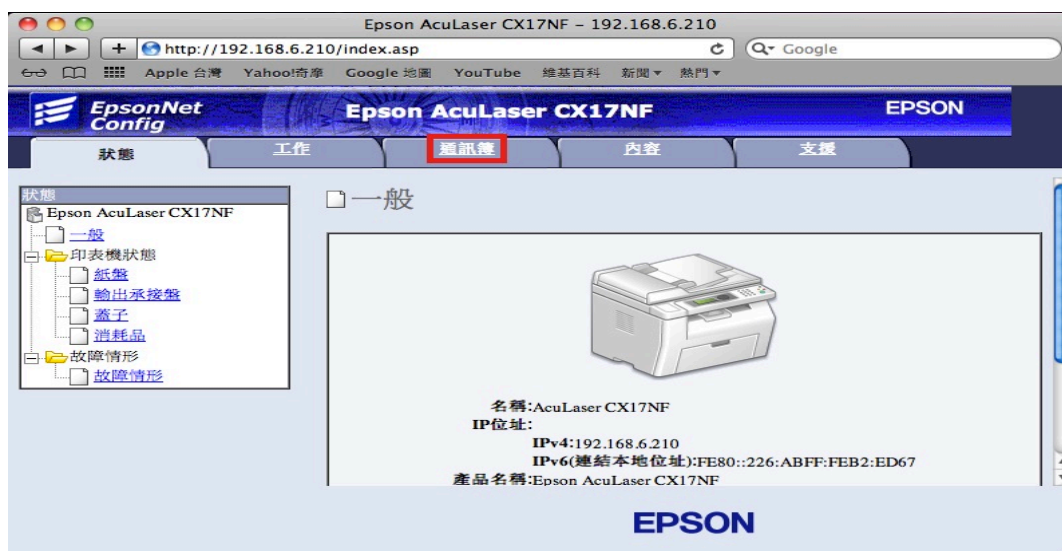 Epson AcuLaser CX17NF – 192.168.6.210
http://192.168.6.210/index.asp
Google
Apple 台灣 Yahoo!奇摩 Google 地圖 YouTube 維基百科 新聞 熱門
EpsonNet
Config
Epson AcuLaser CX17NF
EPSON
狀態 工作 通訊簿 內容 支援
狀態
Epson AcuLaser CX17NF
一般
印表機狀態
紙盤
輸出承接盤
蓋子
消耗品
故障情形
故障情形
一般
名稱:AcuLaser CX17NF
IP位址:
IPv4:192.168.6.210
IPv6(連結本地位址):FE80::226:ABFF:FEB2:ED67
產品名稱:Epson AcuLaser CX17NF
EPSON